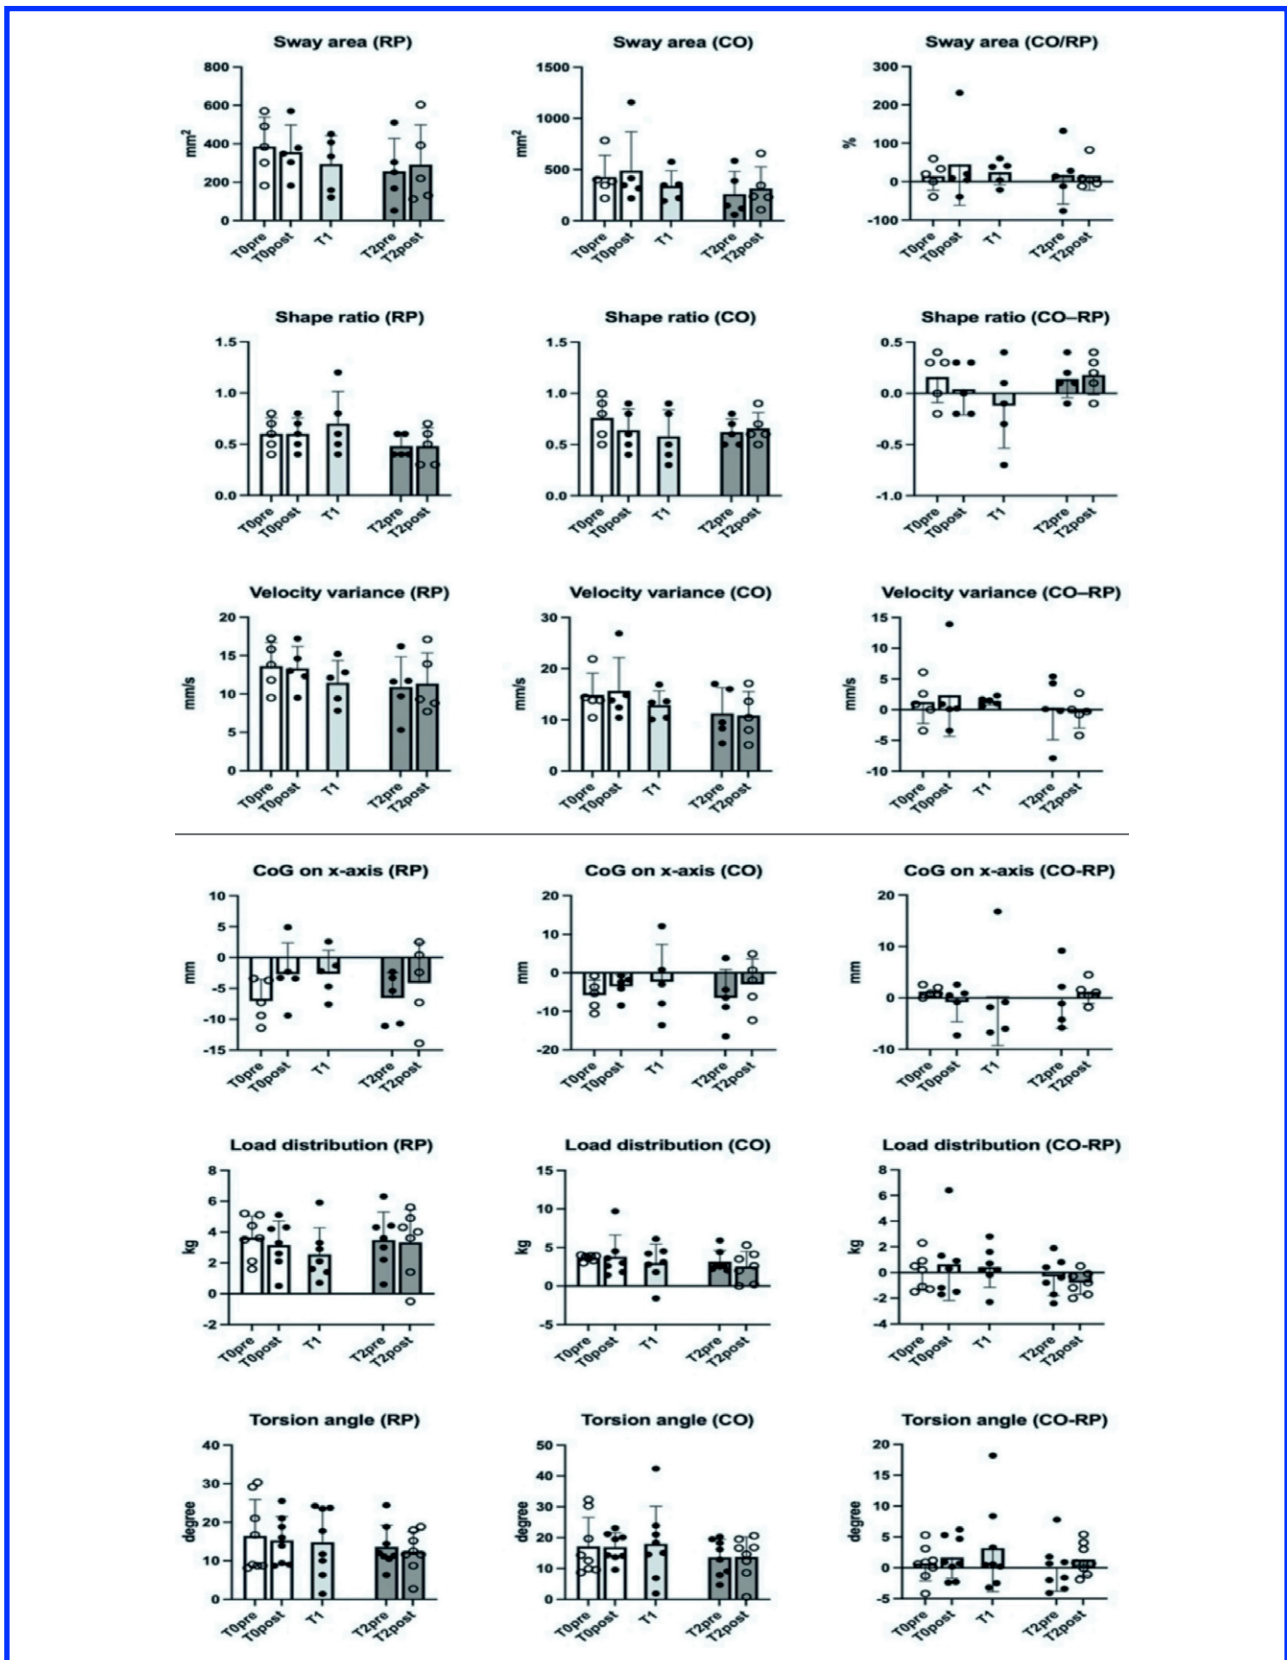 Sway area (RP)
800
600
400
200
0
mm²
T0pre
T0post
T1
T2pre
T2post
Sway area (CO)
1500
1000
500
0
mm²
T0pre
T0post
T1
T2pre
T2post
Sway area (CO/RP)
300
200
100
0
-100
%
T0pre
T0post
T1
T2pre
T2post
Shape ratio (RP)
1.5
1.0
0.5
0.0
T0pre
T0post
T1
T2pre
T2post
Shape ratio (CO)
1.5
1.0
0.5
0.0
T0pre
T0post
T1
T2pre
T2post
Shape ratio (CO–RP)
0.5
0.0
-0.5
-1.0
T0pre
T0post
T1
T2pre
T2post
Velocity variance (RP)
20
15
10
5
0
mm/s
T0pre
T0post
T1
T2pre
T2post
Velocity variance (CO)
30
20
10
0
mm/s
T0pre
T0post
T1
T2pre
T2post
Velocity variance (CO–RP)
15
10
5
0
-5
-10
mm/s
T0pre
T0post
T1
T2pre
T2post
CoG on x-axis (RP)
10
5
0
-5
-10
-15
mm
T0pre
T0post
T1
T2pre
T2post
CoG on x-axis (CO)
20
10
0
-10
-20
mm
T0pre
T0post
T1
T2pre
T2post
CoG on x-axis (CO-RP)
20
10
0
-10
mm
T0pre
T0post
T1
T2pre
T2post
Load distribution (RP)
8
6
4
2
0
-2
kg
T0pre
T0post
T1
T2pre
T2post
Load distribution (CO)
15
10
5
0
-5
kg
T0pre
T0post
T1
T2pre
T2post
Load distribution (CO-RP)
8
6
4
2
0
-2
-4
kg
T0pre
T0post
T1
T2pre
T2post
Torsion angle (RP)
40
30
20
10
0
degree
T0pre
T0post
T1
T2pre
T2post
Torsion angle (CO)
50
40
30
20
10
0
degree
T0pre
T0post
T1
T2pre
T2post
Torsion angle (CO-RP)
20
15
10
5
0
-5
degree
T0pre
T0post
T1
T2pre
T2post